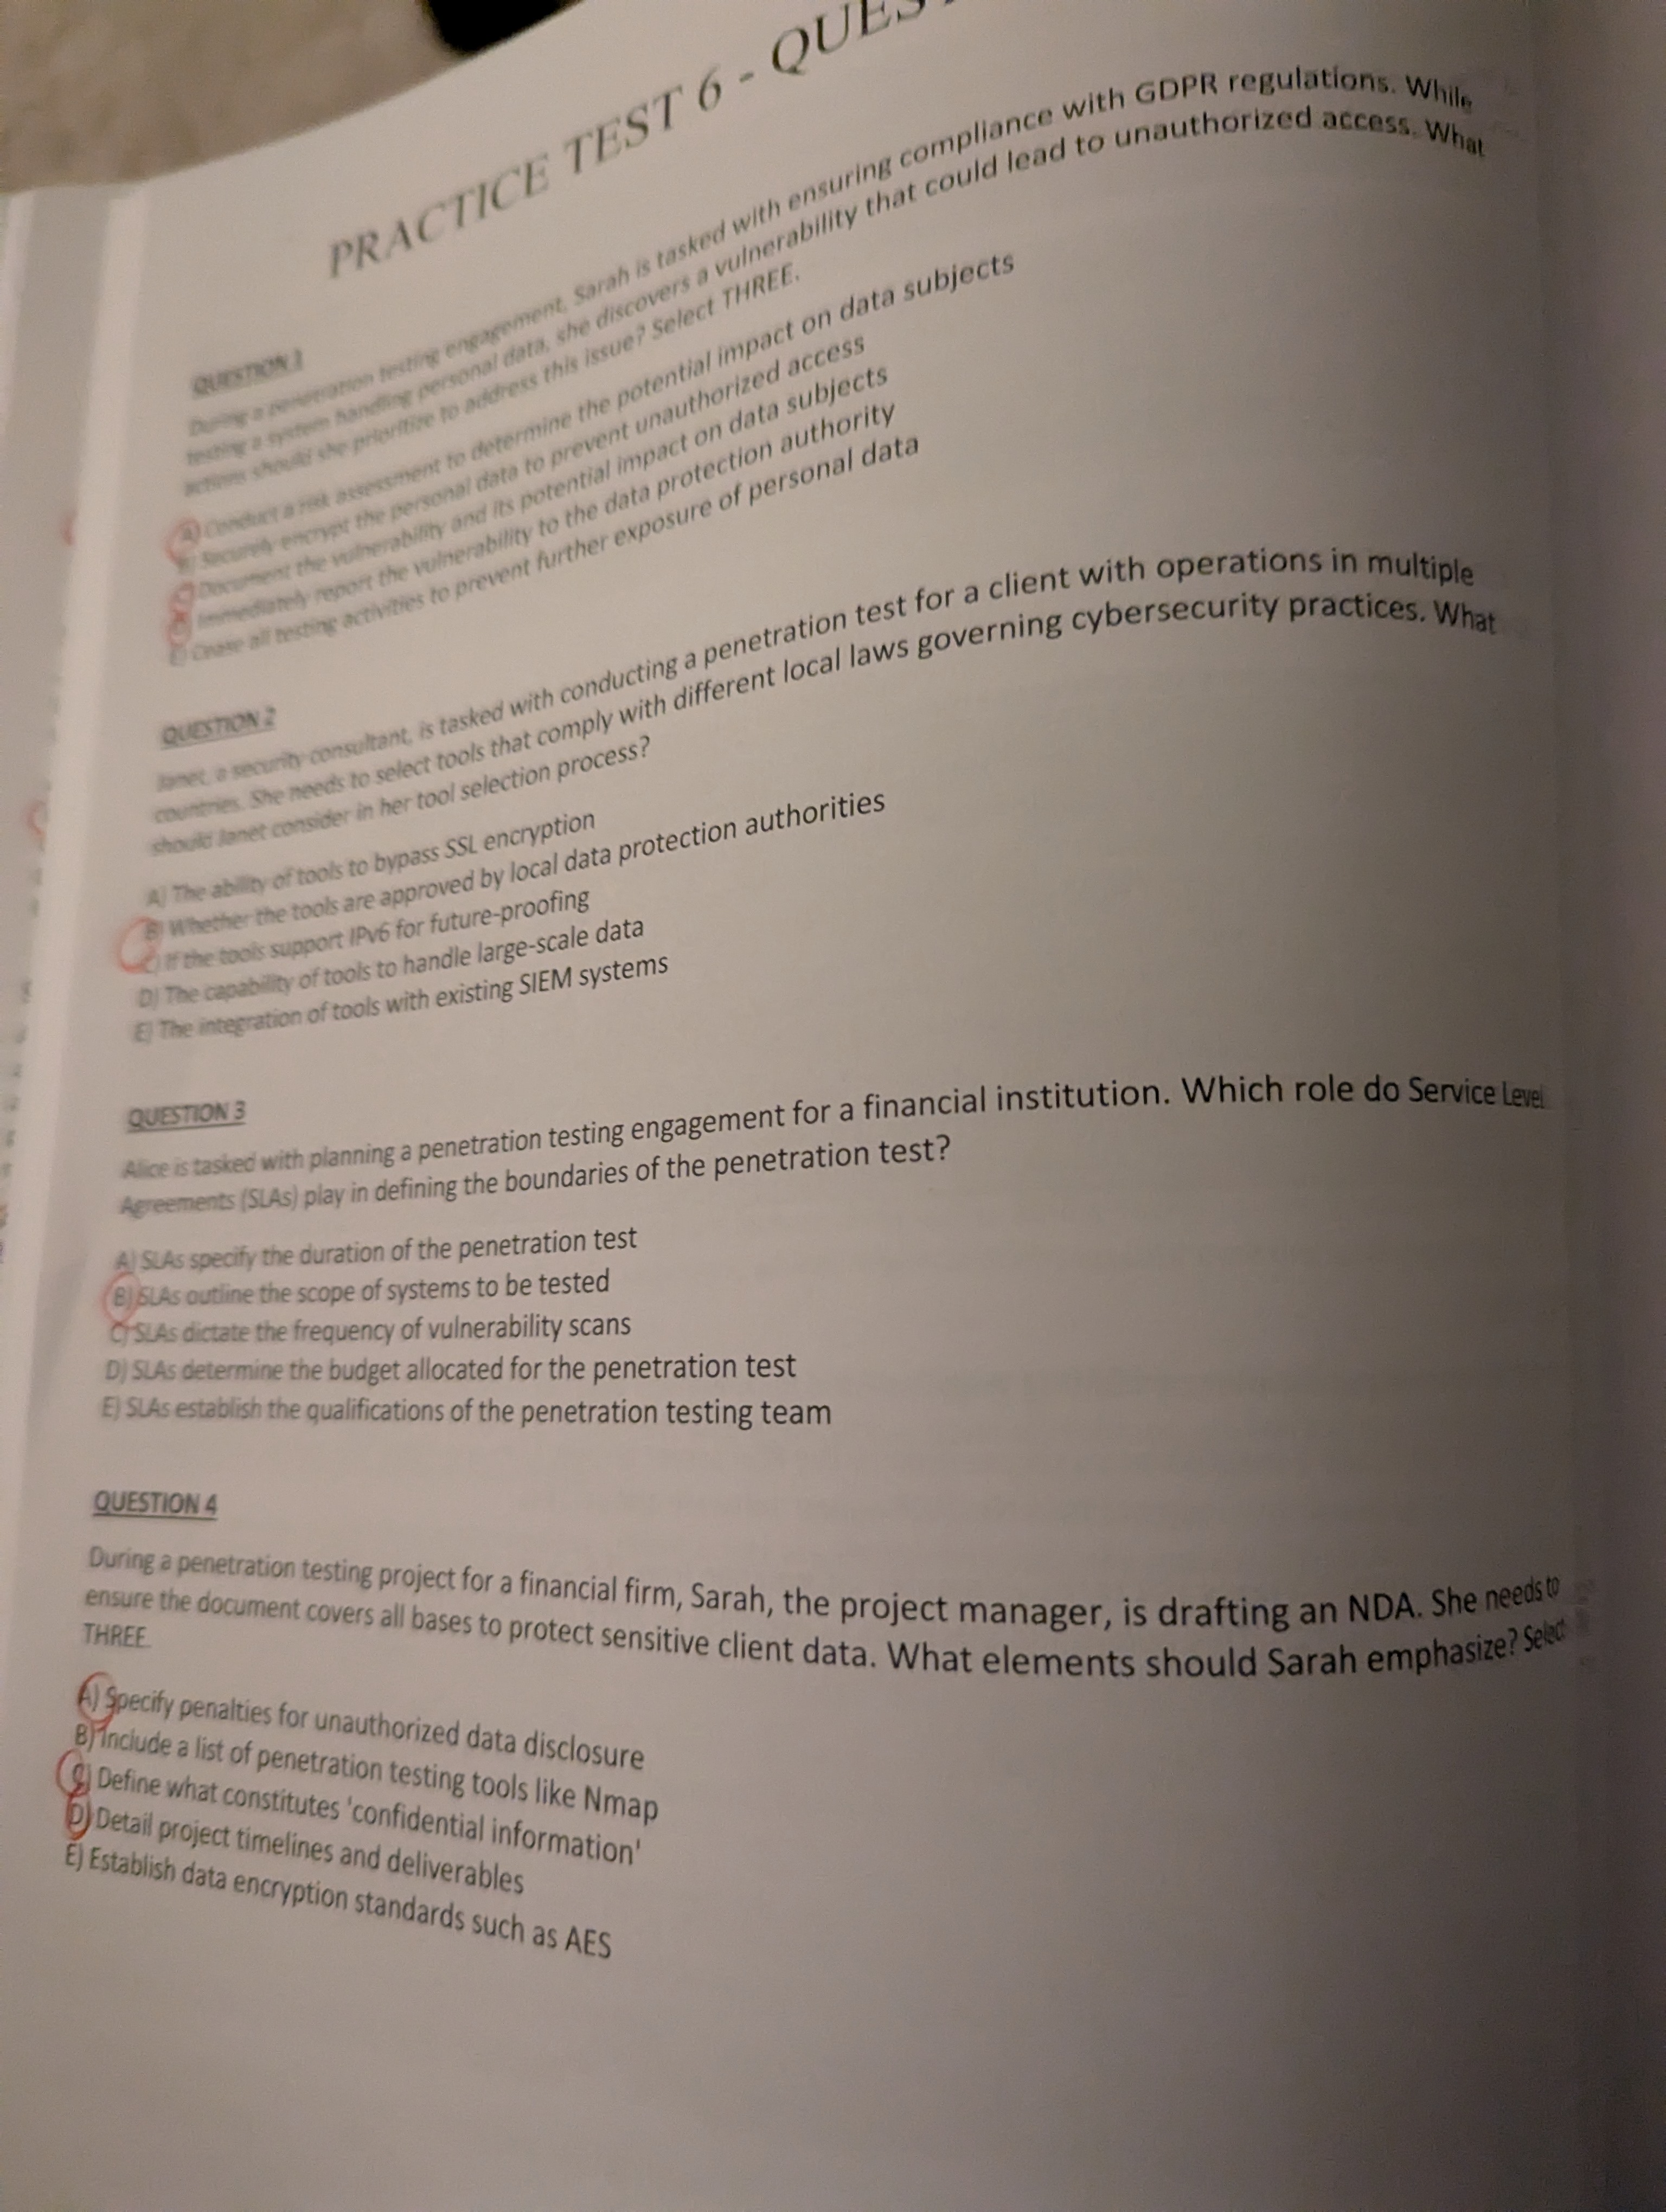 PRACTICE TEST 6 - QUES
QUESTION 1
During a penetration testing engagement, Sarah is tasked with ensuring compliance with GDPR regulations. While
testing a system handling personal data, she discovers a vulnerability that could lead to unauthorized access. What
actions should she prioritize to address this issue? Select THREE.
A) Conduct a risk assessment to determine the potential impact on data subjects
B) Securely encrypt the personal data to prevent unauthorized access
C) Document the vulnerability and its potential impact on data subjects
D) Immediately report the vulnerability to the data protection authority
E) Cease all testing activities to prevent further exposure of personal data
QUESTION 2
Janet, a security consultant, is tasked with conducting a penetration test for a client with operations in multiple
countries. She needs to select tools that comply with different local laws governing cybersecurity practices. What
should Janet consider in her tool selection process?
A) The ability of tools to bypass SSL encryption
B) Whether the tools are approved by local data protection authorities
C) If the tools support IPv6 for future-proofing
D) The capability of tools to handle large-scale data
E) The integration of tools with existing SIEM systems
QUESTION 3
Alice is tasked with planning a penetration testing engagement for a financial institution. Which role do Service Level
Agreements (SLAs) play in defining the boundaries of the penetration test?
A) SLAs specify the duration of the penetration test
B) SLAs outline the scope of systems to be tested
C) SLAs dictate the frequency of vulnerability scans
D) SLAs determine the budget allocated for the penetration test
E) SLAs establish the qualifications of the penetration testing team
QUESTION 4
During a penetration testing project for a financial firm, Sarah, the project manager, is drafting an NDA. She needs to
ensure the document covers all bases to protect sensitive client data. What elements should Sarah emphasize? Select
THREE.
A) Specify penalties for unauthorized data disclosure
B) Include a list of penetration testing tools like Nmap
C) Define what constitutes 'confidential information'
D) Detail project timelines and deliverables
E) Establish data encryption standards such as AES